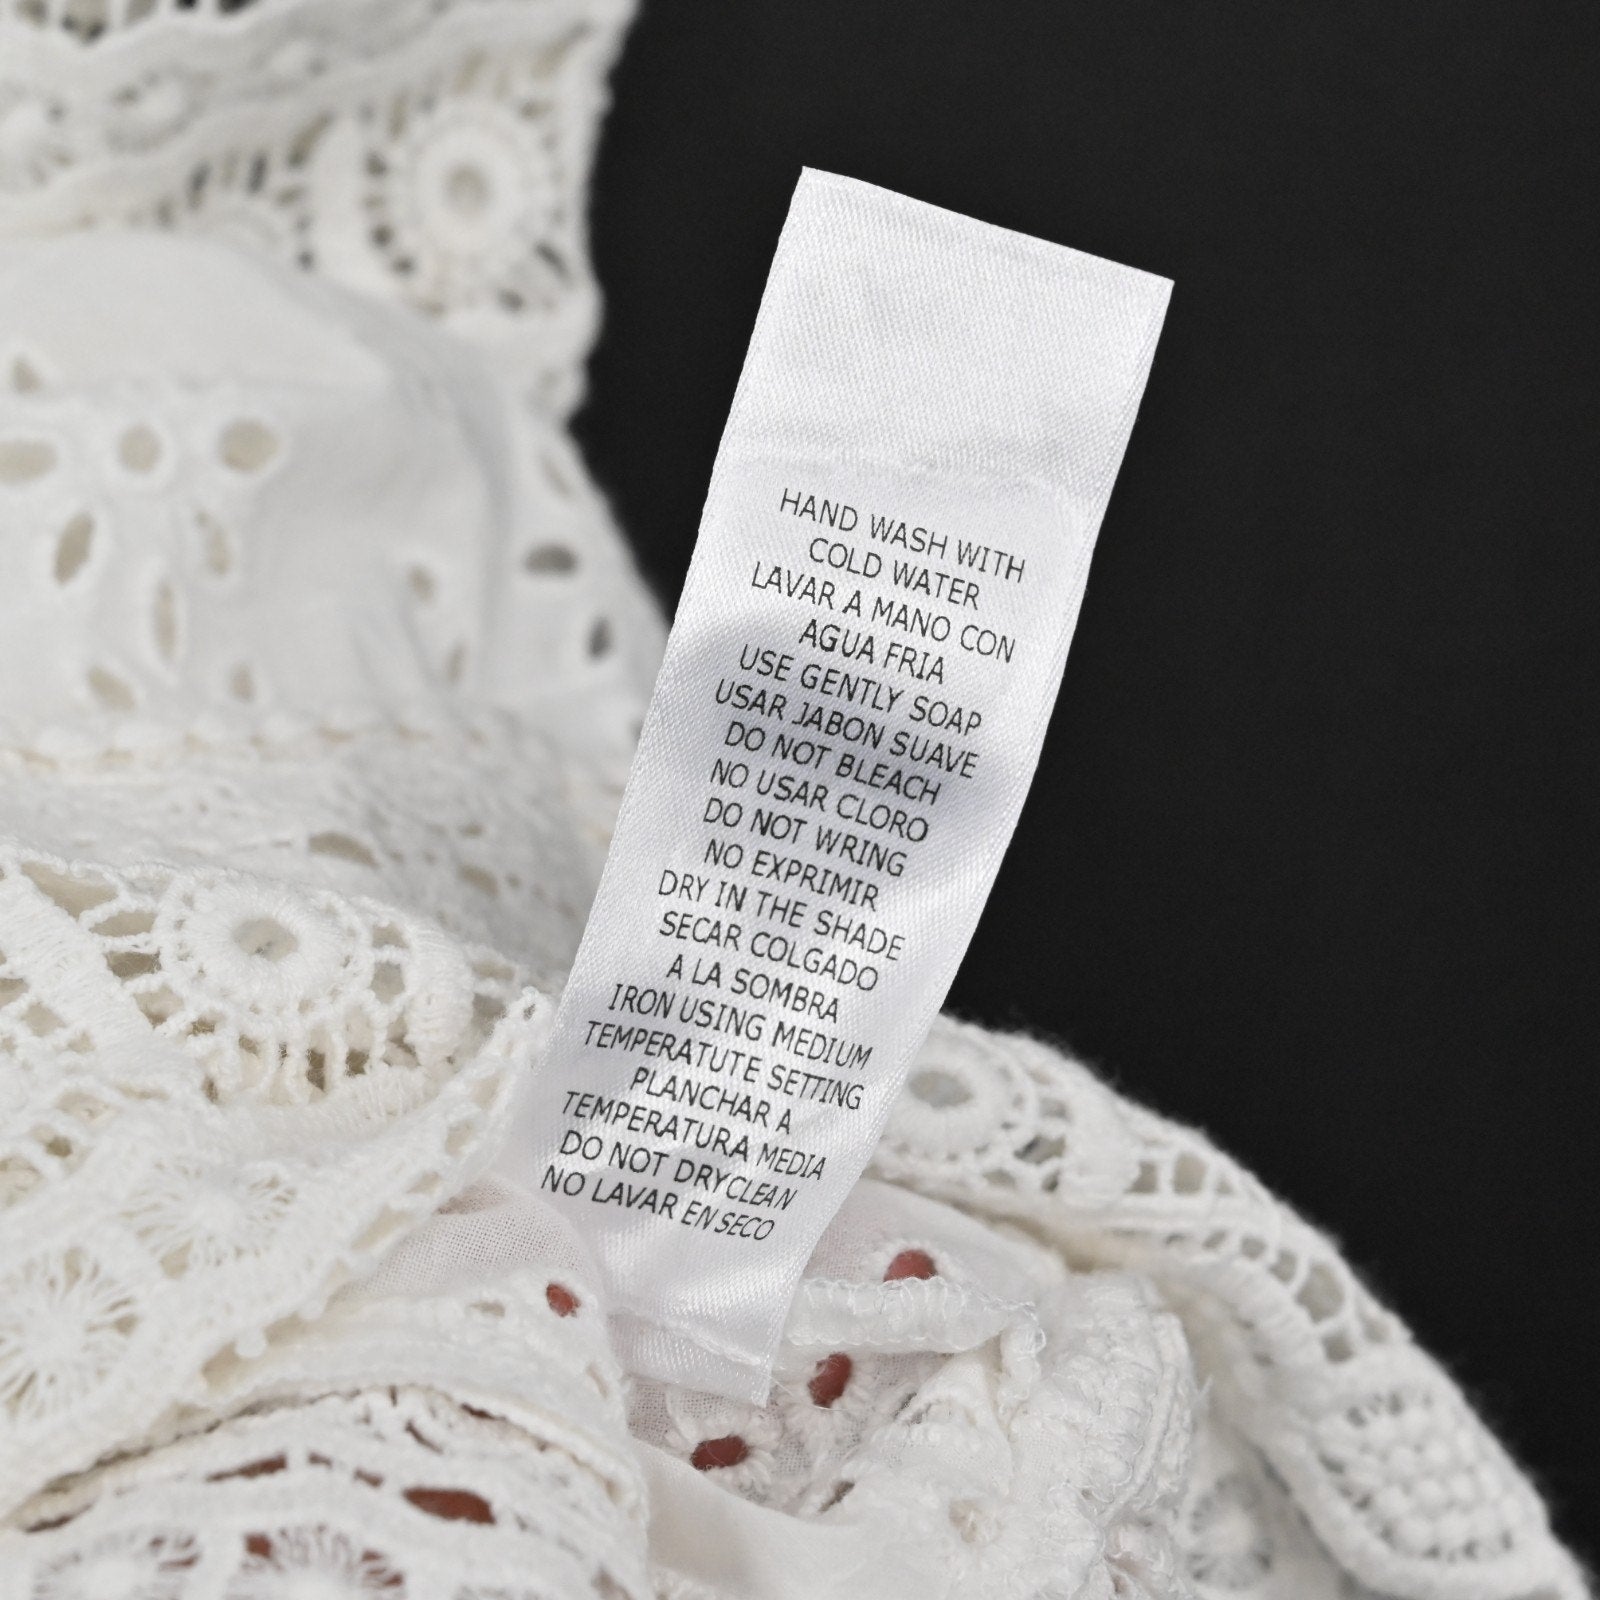 HAND WASH WITH
COLD WATER
LAVAR A MANO CON
AGUA FRIA
USE GENTLY SOAP
USAR JABON SUAVE
DO NOT BLEACH
NO USAR CLORO
DO NOT WRING
NO EXPRIMIR
DRY IN THE SHADE
SECAR COLGADO
A LA SOMBRA
IRON USING MEDIUM
TEMPERATUTE SETTING
PLANCHAR A
TEMPERATURA MEDIA
DO NOT DRYCLEAN
NO LAVAR EN SECO